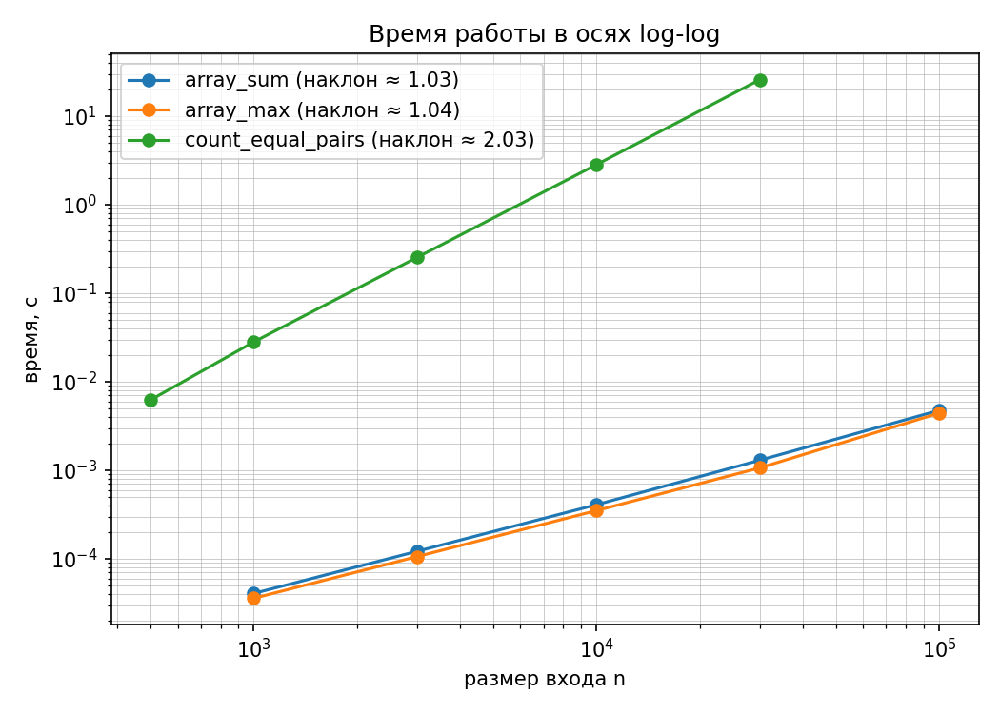 Время работы в осях log-log
array_sum (наклон ≈ 1.03)
array_max (наклон ≈ 1.04)
count_equal_pairs (наклон ≈ 2.03)
10¹
10⁰
10⁻¹
10⁻²
10⁻³
10⁻⁴
время, с
10³ 10⁴ 10⁵
размер входа n